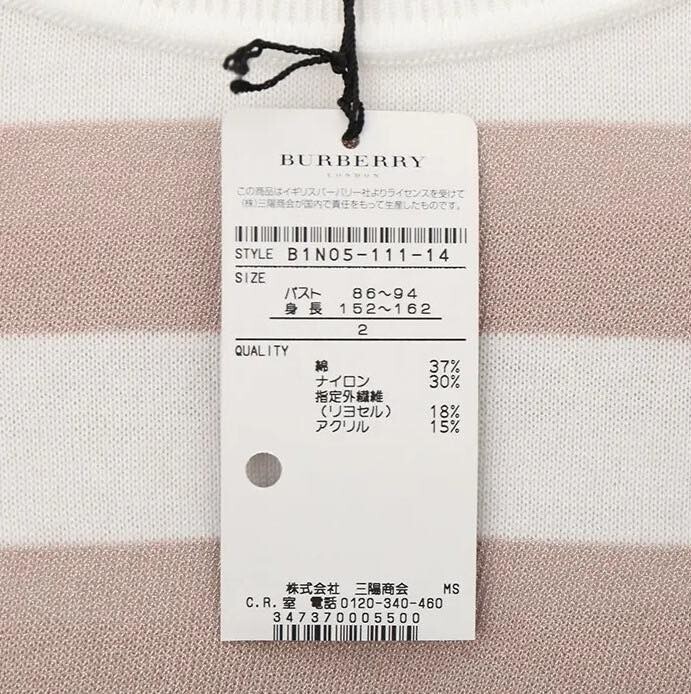 BURBERRY
LONDON
この商品はイギリスバーバリー社よりライセンスを受けて
(株)三陽商会が国内で責任をもって生産したものです。
STYLE B1N05-111-14
SIZE
バスト 86〜94
身長 152〜162
2
QUALITY
綿 37%
ナイロン 30%
指定外繊維
(リヨセル) 18%
アクリル 15%
株式会社 三陽商会 MS
C.R.室 電話0120-340-460
347370005500